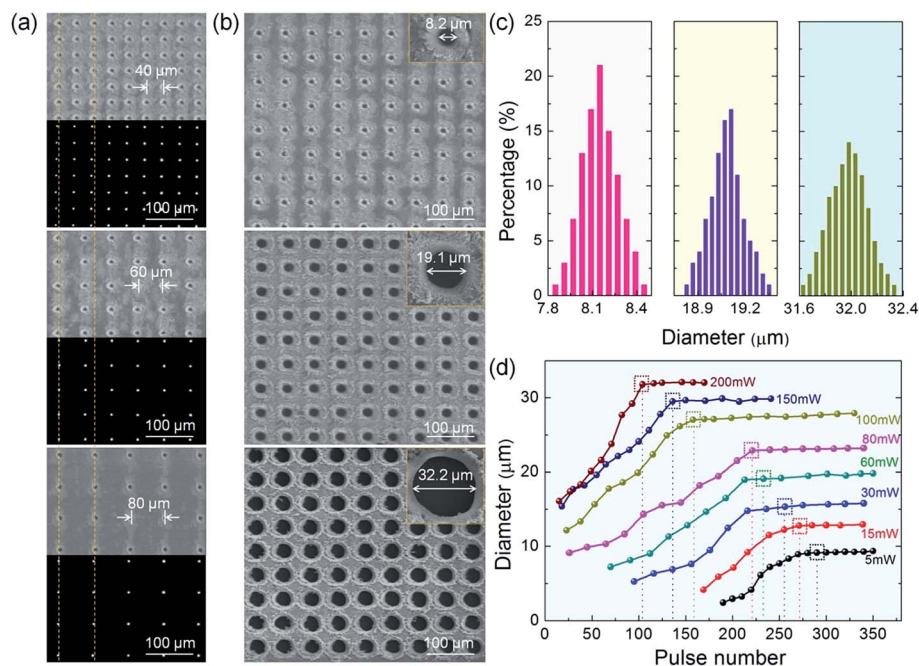 (a)
40 μm
100 μm
60 μm
100 μm
80 μm
100 μm
(b)
8.2 μm
100 μm
19.1 μm
100 μm
32.2 μm
100 μm
(c)
Percentage (%)
25
20
15
10
5
0
7.8 8.1 8.4 18.9 19.2 31.6 32.0 32.4
Diameter (μm)
(d)
Diameter (μm)
30
20
10
0
200mW
150mW
100mW
80mW
60mW
30mW
15mW
5mW
0 50 100 150 200 250 300 350
Pulse number